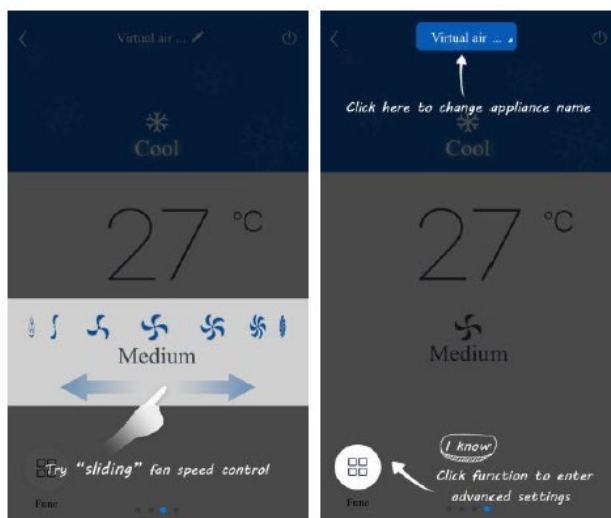 Virtual air ...
Cool
27 °C
Medium
Try “sliding” fan speed control
Func
Virtual air ...
Click here to change appliance name
Cool
27 °C
Medium
I know
Click function to enter
advanced settings
Func